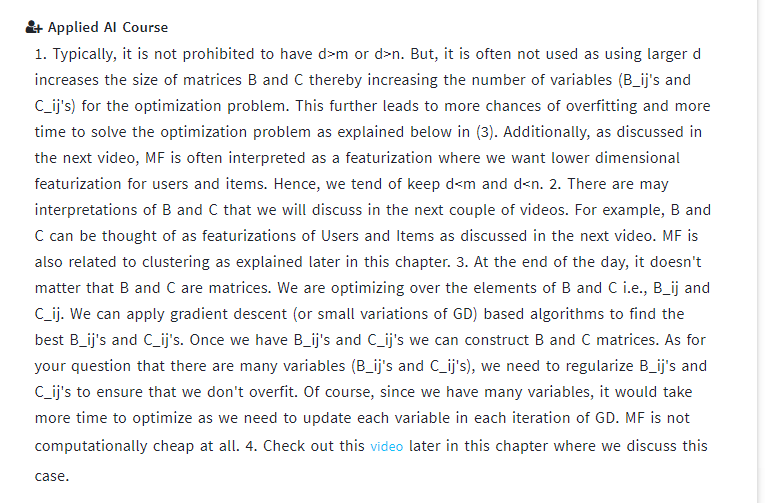 Applied AI Course
1. Typically, it is not prohibited to have d>m or d>n. But, it is often not used as using larger d
increases the size of matrices B and C thereby increasing the number of variables (B_ij's and
C_ij's) for the optimization problem. This further leads to more chances of overfitting and more
time to solve the optimization problem as explained below in (3). Additionally, as discussed in
the next video, MF is often interpreted as a featurization where we want lower dimensional
featurization for users and items. Hence, we tend of keep d<m and d<n. 2. There are may
interpretations of B and C that we will discuss in the next couple of videos. For example, B and
C can be thought of as featurizations of Users and Items as discussed in the next video. MF is
also related to clustering as explained later in this chapter. 3. At the end of the day, it doesn't
matter that B and C are matrices. We are optimizing over the elements of B and C i.e., B_ij and
C_ij. We can apply gradient descent (or small variations of GD) based algorithms to find the
best B_ij's and C_ij's. Once we have B_ij's and C_ij's we can construct B and C matrices. As for
your question that there are many variables (B_ij's and C_ij's), we need to regularize B_ij's and
C_ij's to ensure that we don't overfit. Of course, since we have many variables, it would take
more time to optimize as we need to update each variable in each iteration of GD. MF is not
computationally cheap at all. 4. Check out this video later in this chapter where we discuss this
case.